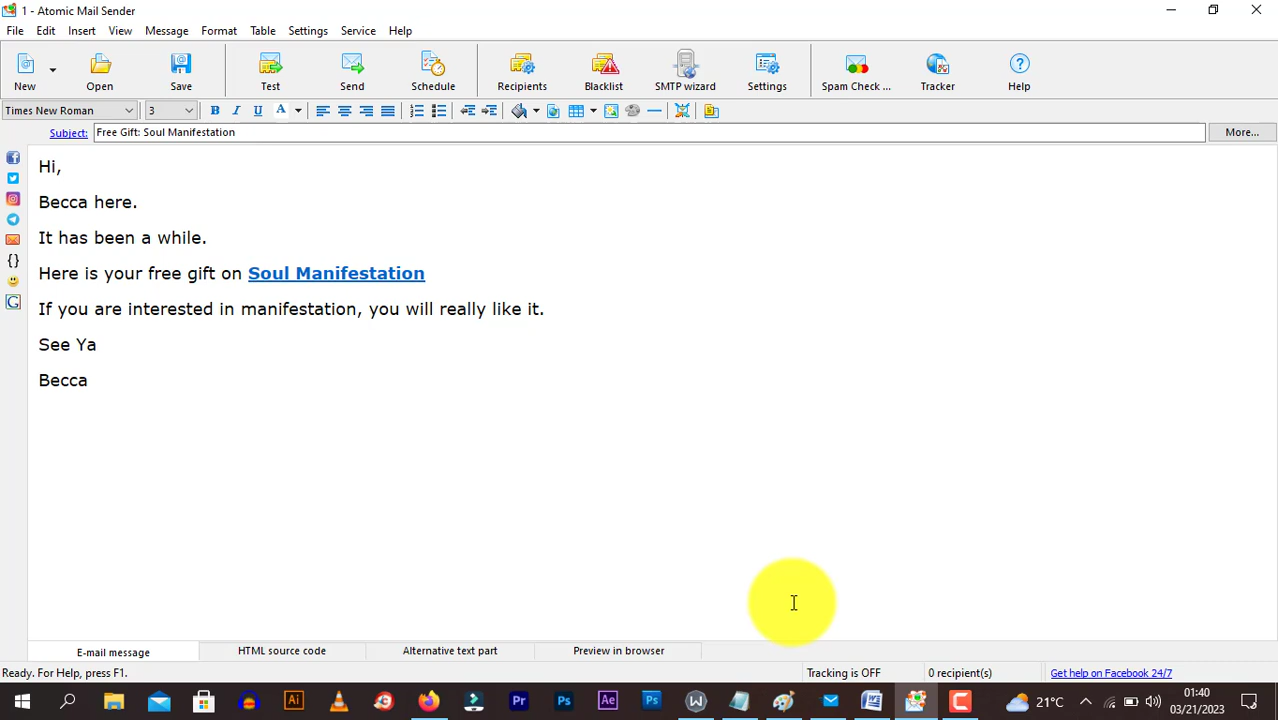 1 - Atomic Mail Sender
File Edit Insert View Message Format Table Settings Service Help
New Open Save Test Send Schedule Recipients Blacklist SMTP wizard Settings Spam Check ... Tracker Help
Times New Roman 3 B I U A
Subject: Free Gift: Soul Manifestation More...
Hi,
Becca here.
It has been a while.
Here is your free gift on Soul Manifestation
If you are interested in manifestation, you will really like it.
See Ya
Becca
E-mail message HTML source code Alternative text part Preview in browser
Ready. For Help, press F1. Tracking is OFF 0 recipient(s) Get help on Facebook 24/7
Ai Pr Ps Ae Ps 21°C 01:40
03/21/2023